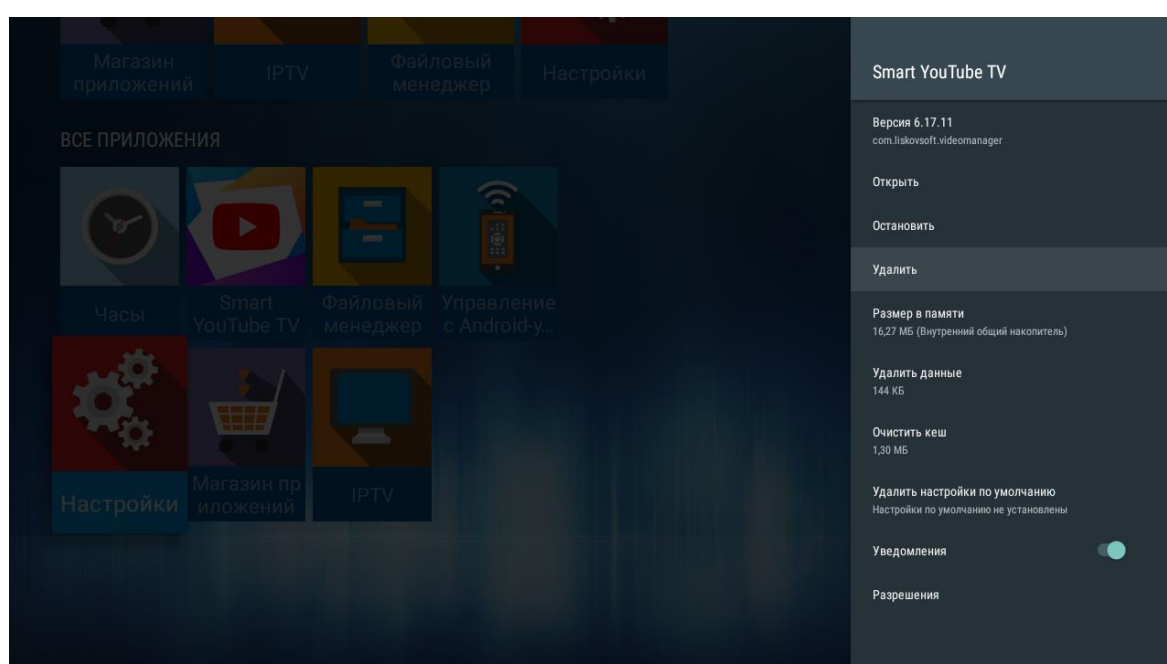 Магазин
приложений
IPTV
Файловый
менеджер
Настройки
ВСЕ ПРИЛОЖЕНИЯ
Часы
Smart
YouTube TV
Файловый
менеджер
Управление
с Android-у...
Настройки
Магазин пр
иложений
IPTV
Smart YouTube TV
Версия 6.17.11
com.liskovsoft.videomanager
Открыть
Остановить
Удалить
Размер в памяти
16,27 МБ (Внутренний общий накопитель)
Удалить данные
144 КБ
Очистить кеш
1,30 МБ
Удалить настройки по умолчанию
Настройки по умолчанию не установлены
Уведомления
Разрешения